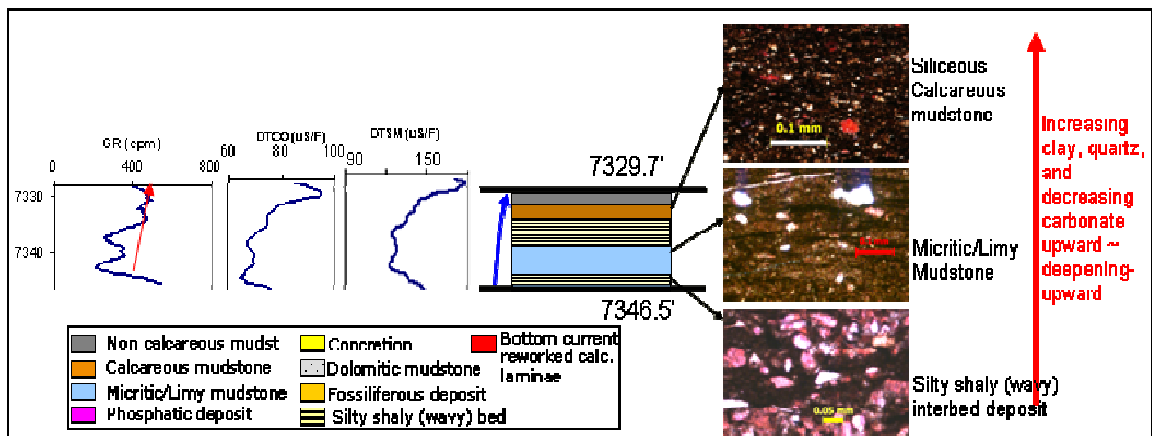 GR ( cpm)
0 400 800
DTCO (uS/F)
60 80 100
DTSM (uS/F)
90 150
7330
7340
7329.7'
7346.5'
Siliceous
Calcareous
mudstone
0.1 mm
Micritic/Limy
Mudstone
Silty shaly (wavy)
interbed deposit
0.05 mm
Increasing
clay, quartz,
and
decreasing
carbonate
upward ~
deepening-
upward
Non calcareous mudst
Calcareous mudstone
Micritic/Limy mudstone
Phosphatic deposit
Concretion
Dolomitic mudstone
Fossiliferous deposit
Silty shaly (wavy) bed
Bottom current
reworked calc.
laminae